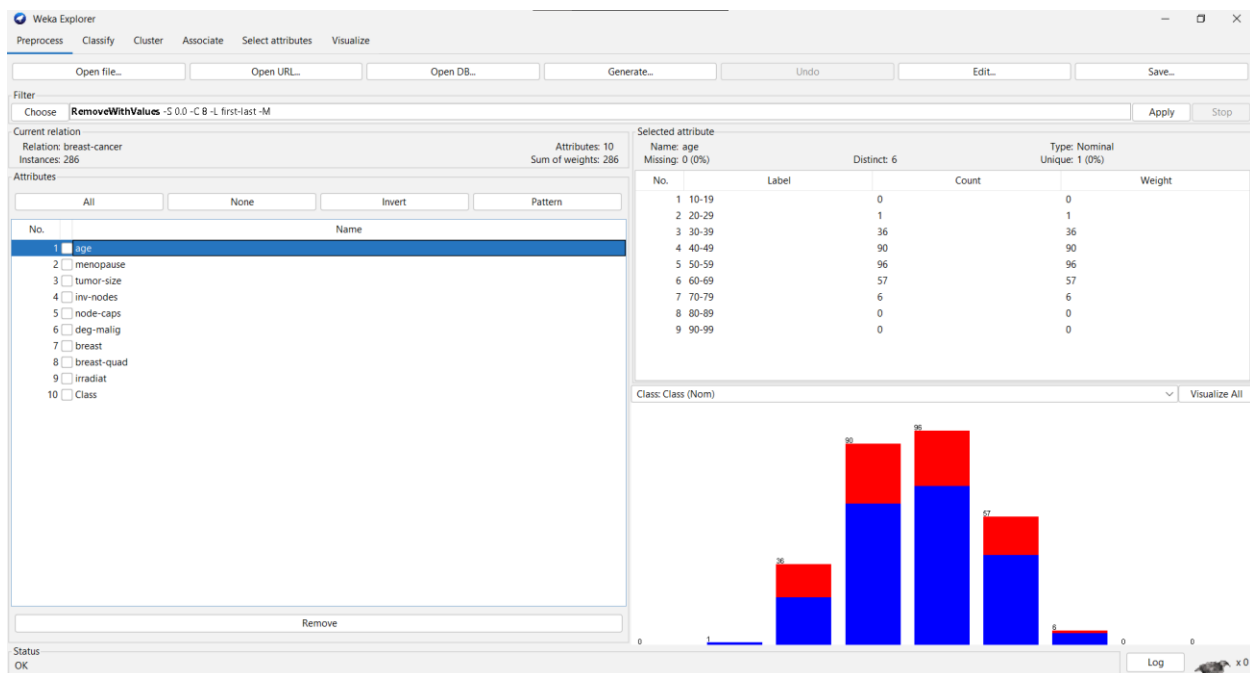 Weka Explorer
Preprocess Classify Cluster Associate Select attributes Visualize
Open file... Open URL... Open DB... Generate... Undo Edit... Save...
Filter
Choose RemoveWithValues -S 0.0 -C 8 -L first-last -M Apply Stop
Current relation
Relation: breast-cancer Attributes: 10
Instances: 286 Sum of weights: 286
Attributes
All None Invert Pattern
No. Name
1 age
2 menopause
3 tumor-size
4 inv-nodes
5 node-caps
6 deg-malig
7 breast
8 breast-quad
9 irradiat
10 Class
Remove
Selected attribute
Name: age Type: Nominal
Missing: 0 (0%) Distinct: 6 Unique: 1 (0%)
No. Label Count Weight
1 10-19 0 0
2 20-29 1 1
3 30-39 36 36
4 40-49 90 90
5 50-59 96 96
6 60-69 57 57
7 70-79 6 6
8 80-89 0 0
9 90-99 0 0
Class: Class (Nom) Visualize All
96
90
57
36
6
0 1 0 0
Status
OK Log x 0